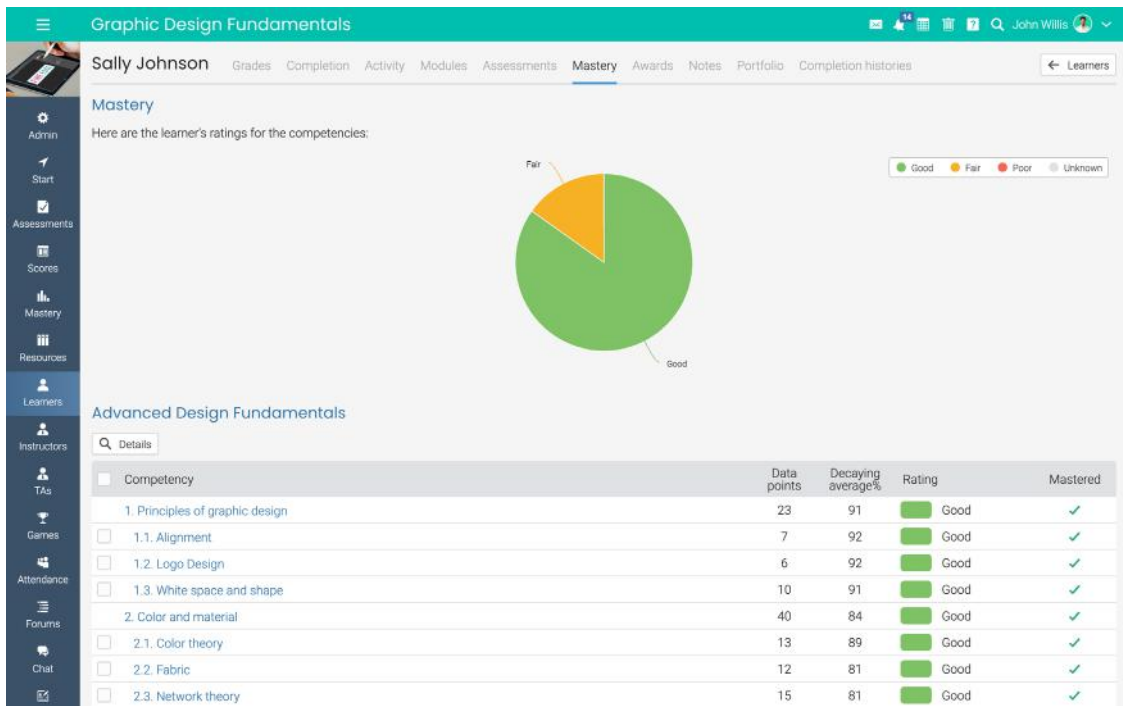 Graphic Design Fundamentals
14
John Willis
Sally Johnson Grades Completion Activity Modules Assessments Mastery Awards Notes Portfolio Completion histories Learners
Admin
Start
Assessments
Scores
Mastery
Resources
Learners
Instructors
TAs
Games
Attendance
Forums
Chat
Mastery
Here are the learner's ratings for the competencies:
Good Fair Poor Unknown
Fair
Good
Advanced Design Fundamentals
Details
Competency Data points Decaying average% Rating Mastered
1. Principles of graphic design 23 91 Good
1.1. Alignment 7 92 Good
1.2. Logo Design 6 92 Good
1.3. White space and shape 10 91 Good
2. Color and material 40 84 Good
2.1. Color theory 13 89 Good
2.2. Fabric 12 81 Good
2.3. Network theory 15 81 Good